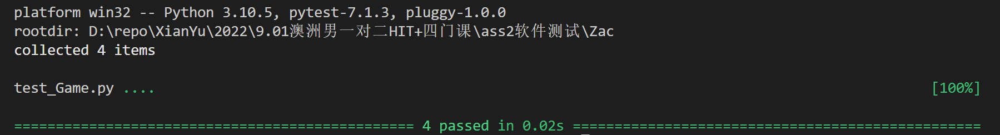 platform win32 -- Python 3.10.5, pytest-7.1.3, pluggy-1.0.0
rootdir: D:\repo\XianYu\2022\9.01澳洲男一对二HIT+四门课\ass2软件测试\Zac
collected 4 items
test_Game.py .... [100%]
================================================ 4 passed in 0.02s =================================================